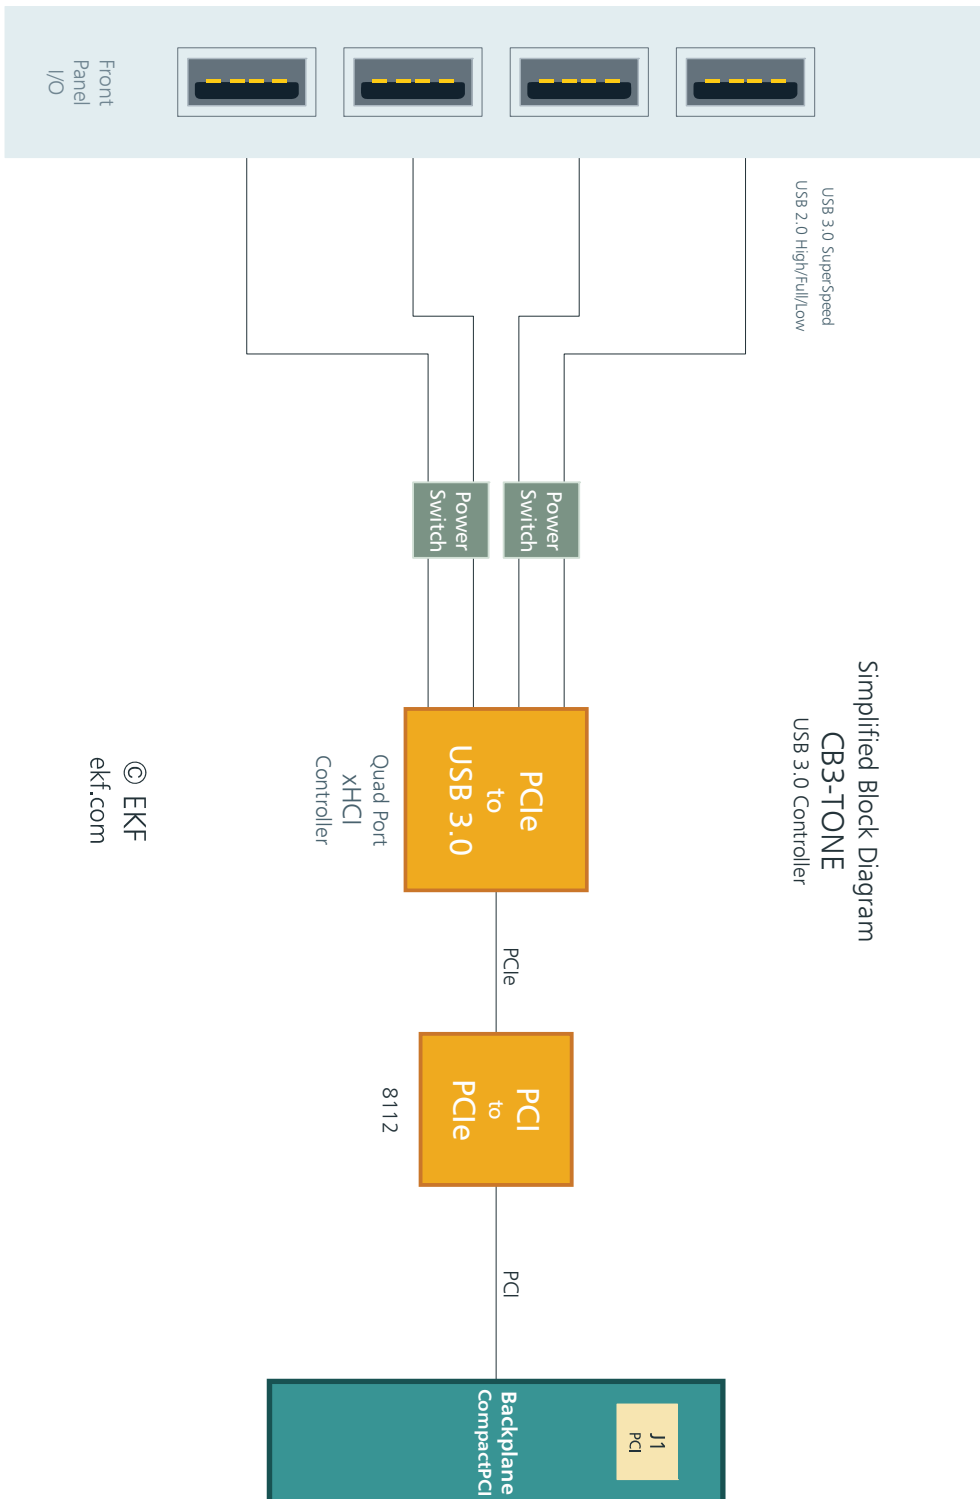 Simplified Block Diagram
CB3-TONE
USB 3.0 Controller
USB 3.0 SuperSpeed
USB 2.0 High/Full/Low
Front
Panel
I/O
Power
Switch
Power
Switch
PCIe
to
USB 3.0
Quad Port
xHCI
Controller
PCIe
PCI
to
PCIe
8112
PCI
J1
PCI
Backplane
CompactPCI
© EKF
ekf.com